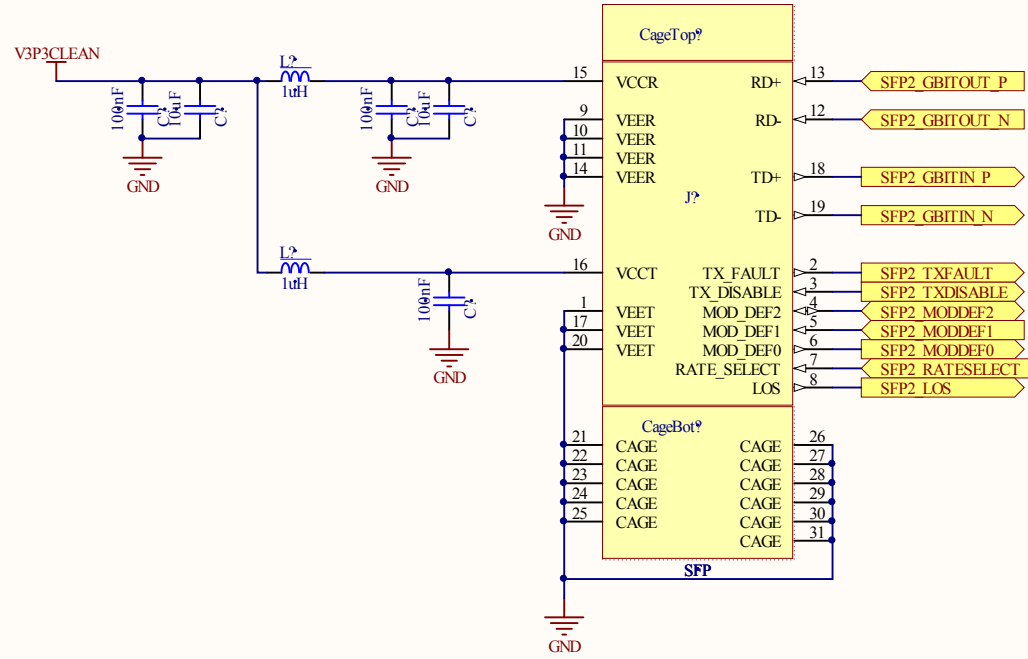 CageTop?
V3P3CLEAN
L?
1uH
15 VCCR RD+ 13 SFP2_GBITOUT_P
100nF C? 10uF C? 100nF C? 10uF C?
9 VEER RD- 12 SFP2_GBITOUT_N
10 VEER
11 VEER
14 VEER TD+ 18 SFP2_GBITIN_P
GND GND
J?
TD- 19 SFP2_GBITIN_N
GND
L?
1uH
16 VCCT TX_FAULT 2 SFP2_TXFAULT
TX_DISABLE 3 SFP2_TXDISABLE
100nF C?
1 VEET MOD_DEF2 4 SFP2_MODDEF2
17 VEET MOD_DEF1 5 SFP2_MODDEF1
20 VEET MOD_DEF0 6 SFP2_MODDEF0
RATE_SELECT 7 SFP2_RATESELECT
GND
LOS 8 SFP2_LOS
CageBot?
21 CAGE CAGE 26
22 CAGE CAGE 27
23 CAGE CAGE 28
24 CAGE CAGE 29
25 CAGE CAGE 30
CAGE 31
SFP
GND